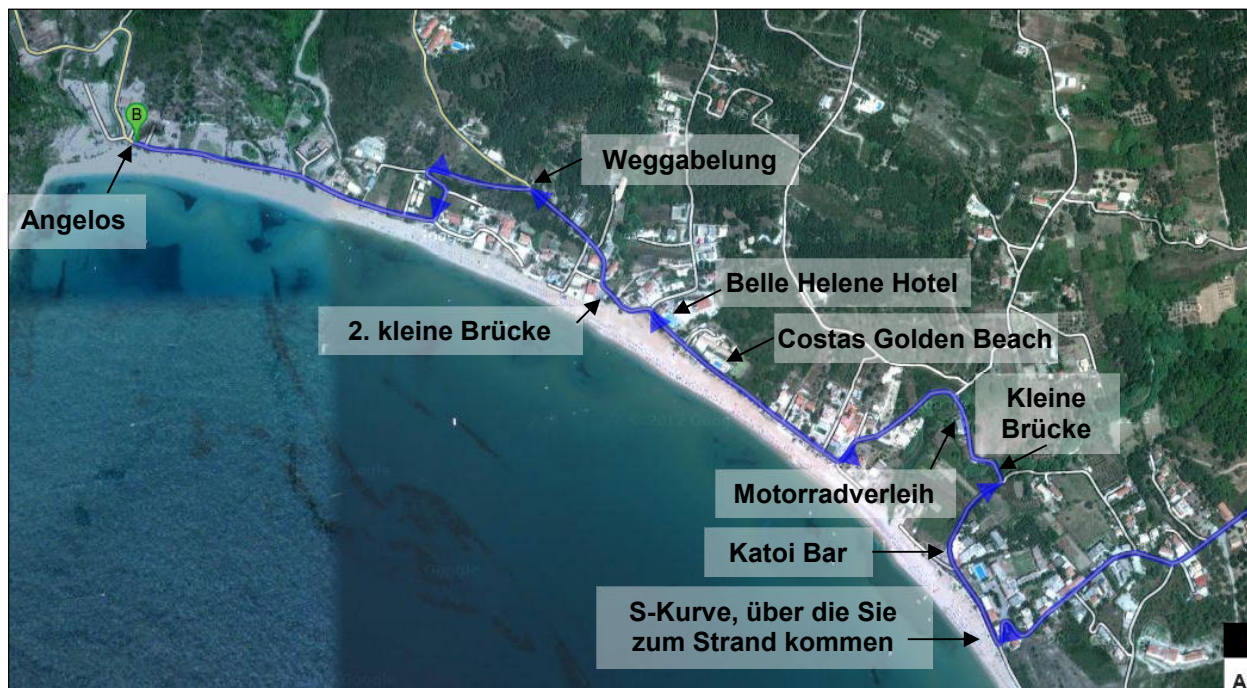 B
Weggabelung
Angelos
Belle Helene Hotel
2. kleine Brücke
Costas Golden Beach
Kleine
Brücke
Motorradverleih
Katoi Bar
S-Kurve, über die Sie
zum Strand kommen
Google
A